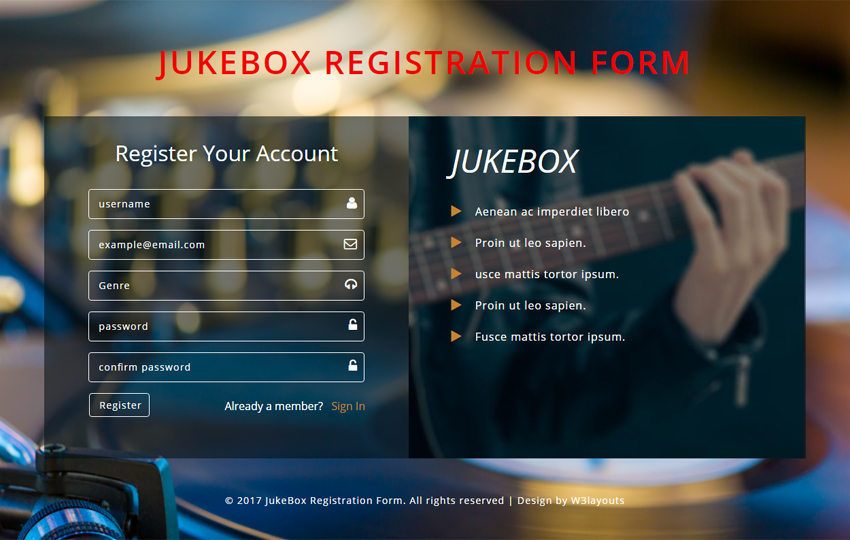 JUKEBOX REGISTRATION FORM
Register Your Account
username
example@email.com
Genre
password
confirm password
Register
Already a member? Sign In
JUKEBOX
Aenean ac imperdiet libero
Proin ut leo sapien.
usce mattis tortor ipsum.
Proin ut leo sapien.
Fusce mattis tortor ipsum.
© 2017 JukeBox Registration Form. All rights reserved | Design by W3layouts